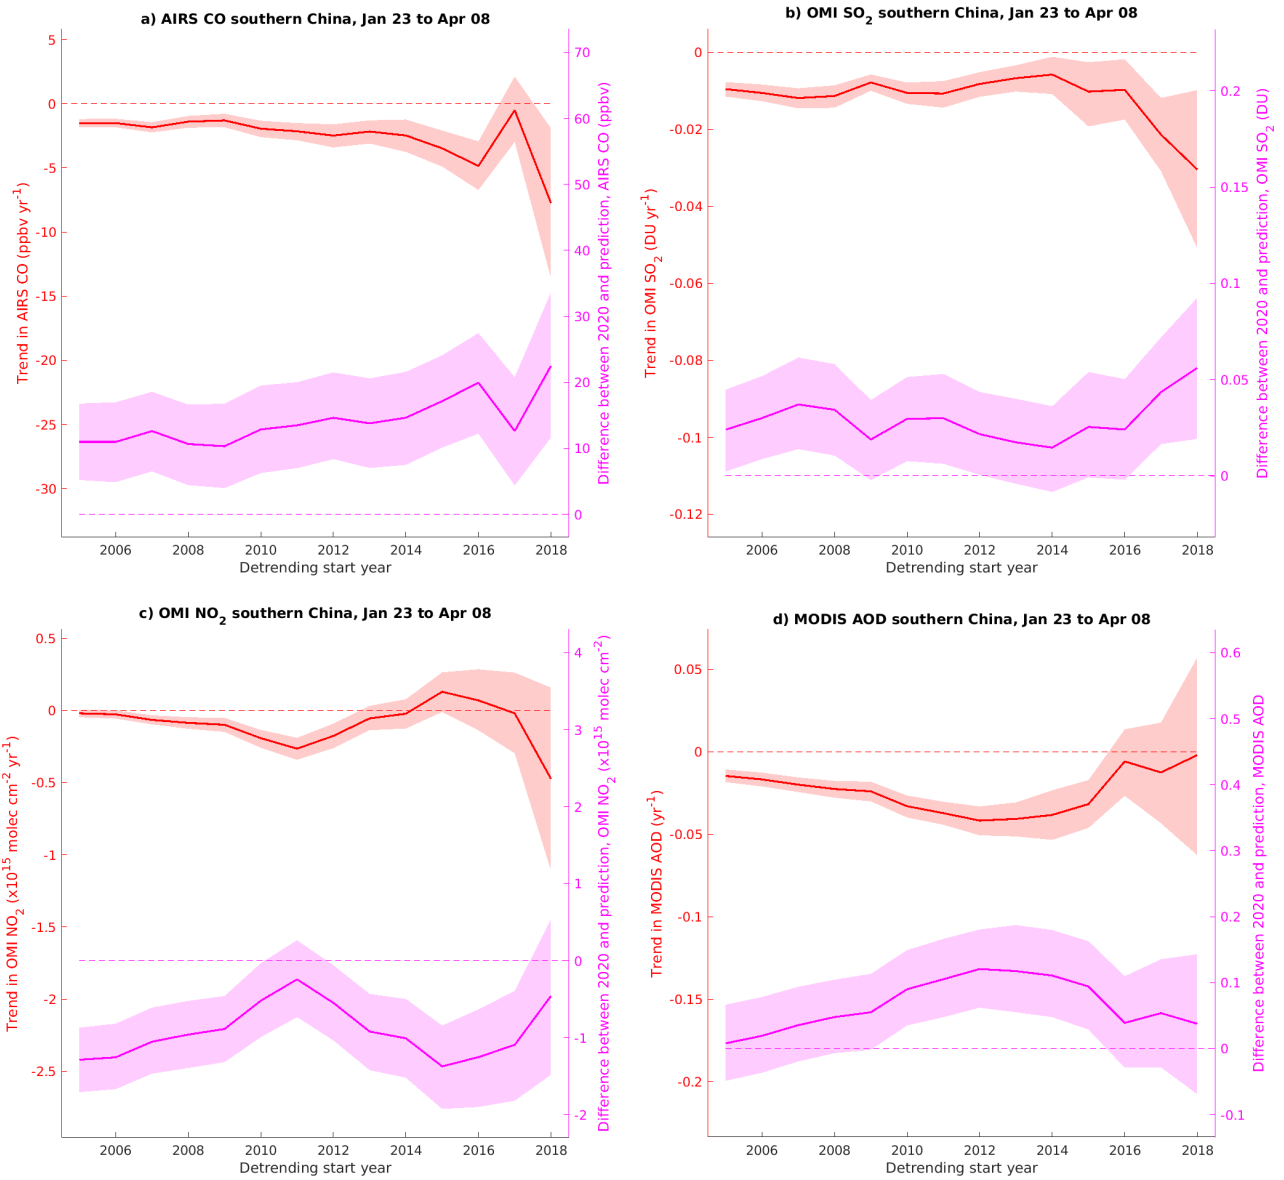 a) AIRS CO southern China, Jan 23 to Apr 08
5
0
-5
-10
-15
-20
-25
-30
Trend in AIRS CO (ppbv yr-1)
70
60
50
40
30
20
10
0
Difference between 2020 and prediction, AIRS CO (ppbv)
2006 2008 2010 2012 2014 2016 2018
Detrending start year
b) OMI SO2 southern China, Jan 23 to Apr 08
0
-0.02
-0.04
-0.06
-0.08
-0.1
-0.12
Trend in OMI SO2 (DU yr-1)
0.2
0.15
0.1
0.05
0
Difference between 2020 and prediction, OMI SO2 (DU)
2006 2008 2010 2012 2014 2016 2018
Detrending start year
c) OMI NO2 southern China, Jan 23 to Apr 08
0.5
0
-0.5
-1
-1.5
-2
-2.5
Trend in OMI NO2 (x10^15 molec cm-2 yr-1)
4
3
2
1
0
-1
-2
Difference between 2020 and prediction, OMI NO2 (x10^15 molec cm-2)
2006 2008 2010 2012 2014 2016 2018
Detrending start year
d) MODIS AOD southern China, Jan 23 to Apr 08
0.05
0
-0.05
-0.1
-0.15
-0.2
Trend in MODIS AOD (yr-1)
0.6
0.5
0.4
0.3
0.2
0.1
0
-0.1
Difference between 2020 and prediction, MODIS AOD
2006 2008 2010 2012 2014 2016 2018
Detrending start year